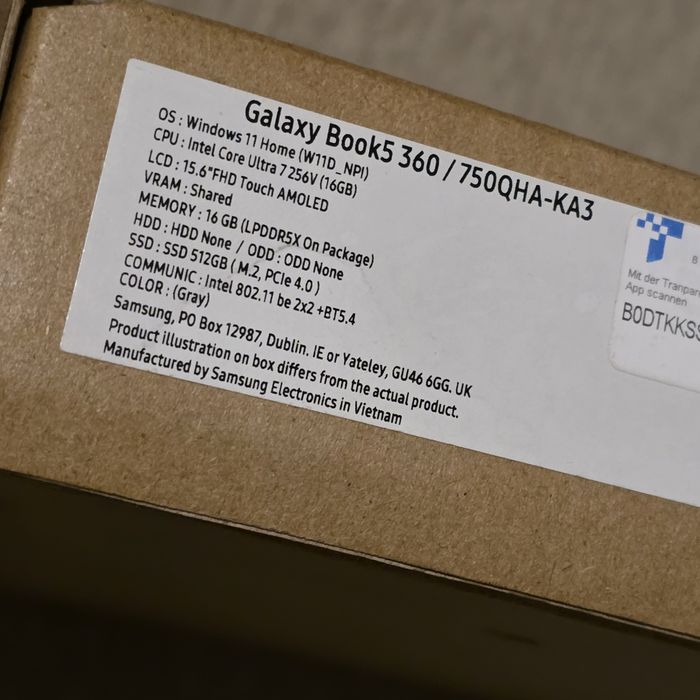 Galaxy Book5 360 / 750QHA-KA3
OS : Windows 11 Home (W11D_NPI)
CPU : Intel Core Ultra 7 256V (16GB)
LCD : 15.6"FHD Touch AMOLED
VRAM : Shared
MEMORY : 16 GB (LPDDR5X On Package)
HDD : HDD None / ODD : ODD None
SSD : SSD 512GB ( M.2, PCIe 4.0 )
COMMUNIC : Intel 802.11 be 2x2 +BT5.4
COLOR : (Gray)
Samsung, PO Box 12987, Dublin. IE or Yateley, GU46 6GG. UK
Product illustration on box differs from the actual product.
Manufactured by Samsung Electronics in Vietnam
Mit der
App scannen